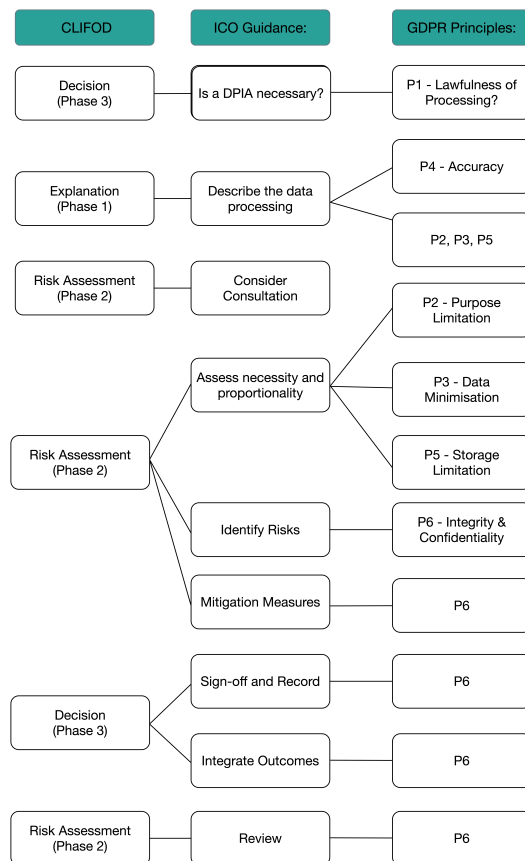 CLIFOD
ICO Guidance:
GDPR Principles:
Decision
(Phase 3)
Is a DPIA necessary?
P1 - Lawfulness of
Processing?
Explanation
(Phase 1)
Describe the data
processing
P4 - Accuracy
P2, P3, P5
Risk Assessment
(Phase 2)
Consider
Consultation
P2 - Purpose
Limitation
Assess necessity and
proportionality
P3 - Data
Minimisation
Risk Assessment
(Phase 2)
P5 - Storage
Limitation
Identify Risks
P6 - Integrity &
Confidentiality
Mitigation Measures
P6
Decision
(Phase 3)
Sign-off and Record
P6
Integrate Outcomes
P6
Risk Assessment
(Phase 2)
Review
P6